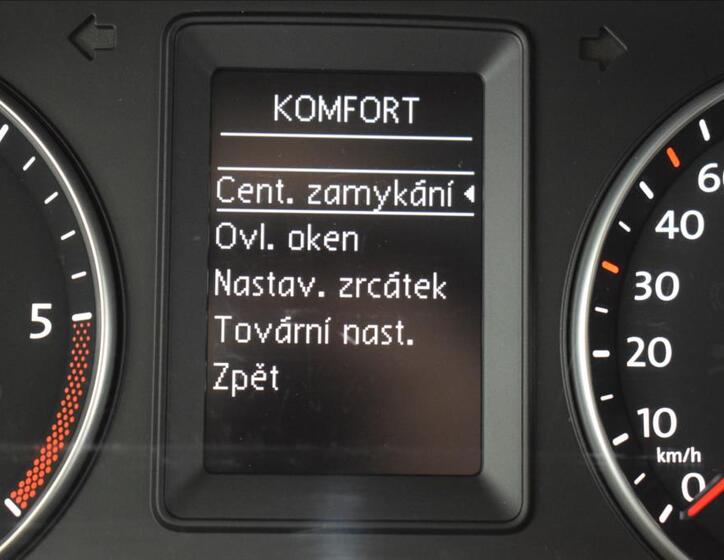 KOMFORT
Cent. zamykání
Ovl. oken
Nastav. zrcátek
Tovární nast.
Zpět
5
60
40
30
20
10
km/h
0